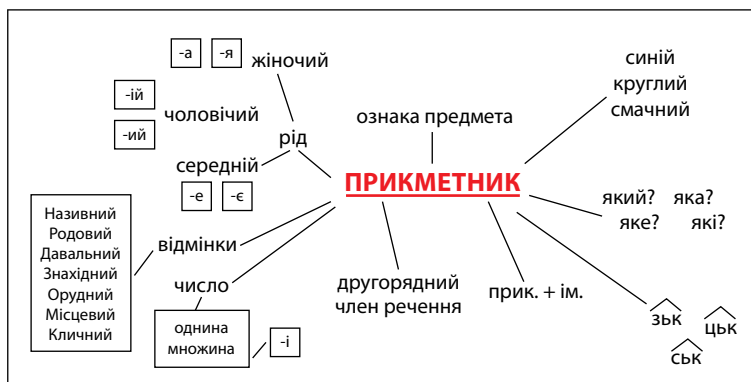 -а -я жіночий
-ій
-ий
чоловічий
рід
середній
-е -є
ознака предмета
синій
круглий
смачний
ПРИКМЕТНИК
Називний
Родовий
Давальний
Знахідний
Орудний
Місцевий
Кличний
відмінки
число
однина
множина
-і
другорядний
член речення
прик. + ім.
який? яка?
яке? які?
зьк
цьк
ськ